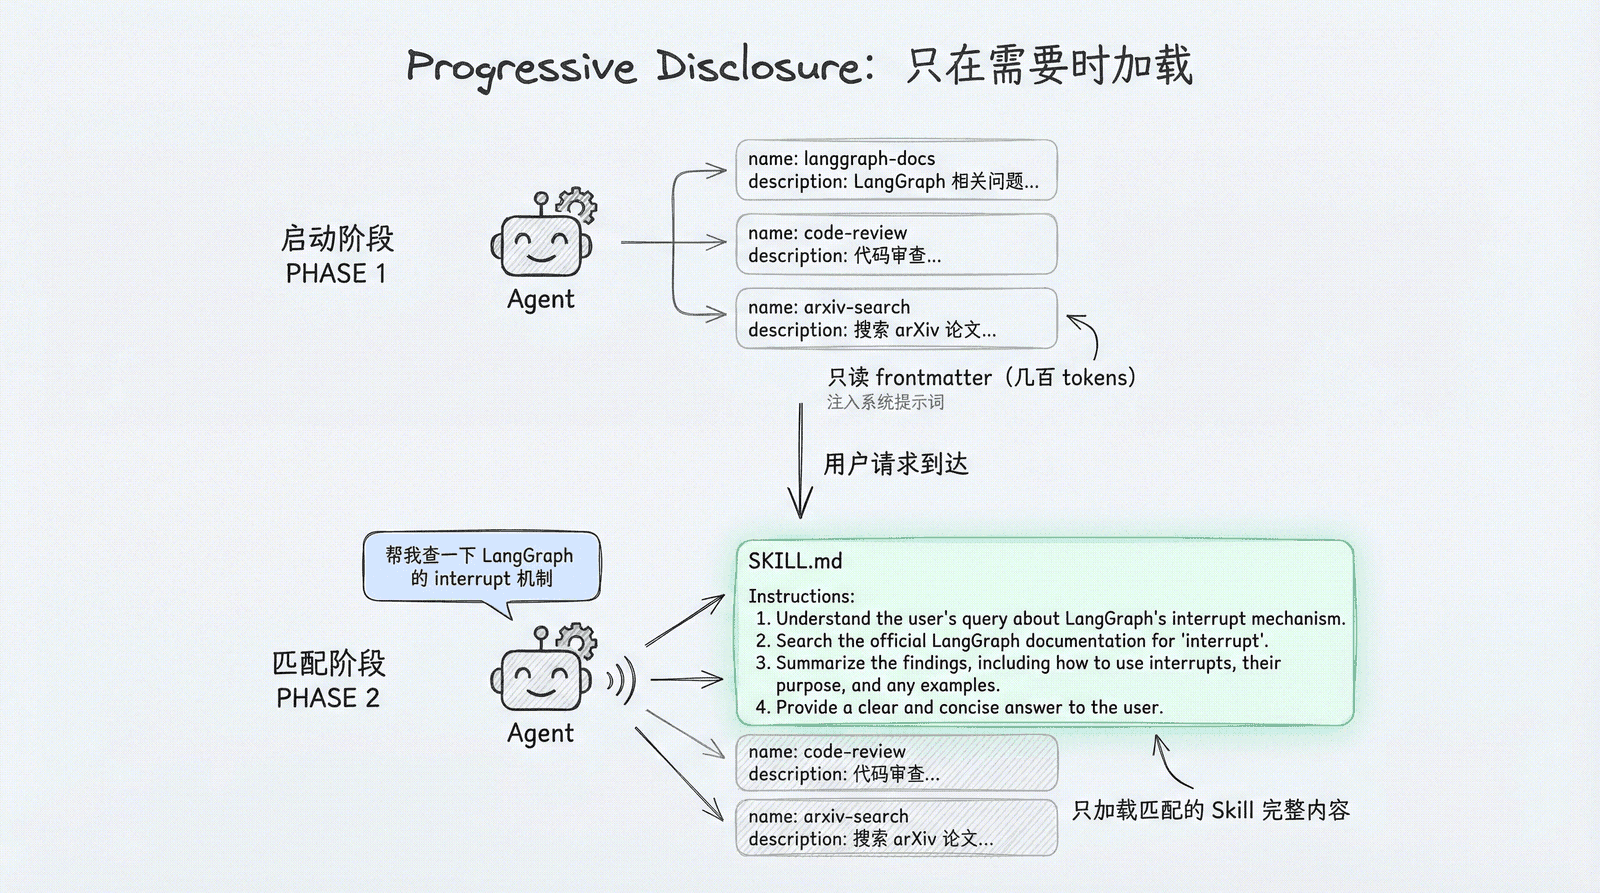 Progressive Disclosure: 只在需要时加载
启动阶段
PHASE 1
Agent
name: langgraph-docs
description: LangGraph 相关问题...
name: code-review
description: 代码审查...
name: arxiv-search
description: 搜索 arXiv 论文...
只读 frontmatter（几百 tokens）
注入系统提示词
用户请求到达
帮我查一下 LangGraph
的 interrupt 机制
匹配阶段
PHASE 2
Agent
SKILL.md
Instructions:
1. Understand the user's query about LangGraph's interrupt mechanism.
2. Search the official LangGraph documentation for 'interrupt'.
3. Summarize the findings, including how to use interrupts, their
purpose, and any examples.
4. Provide a clear and concise answer to the user.
name: code-review
description: 代码审查...
name: arxiv-search
description: 搜索 arXiv 论文...
只加载匹配的 Skill 完整内容